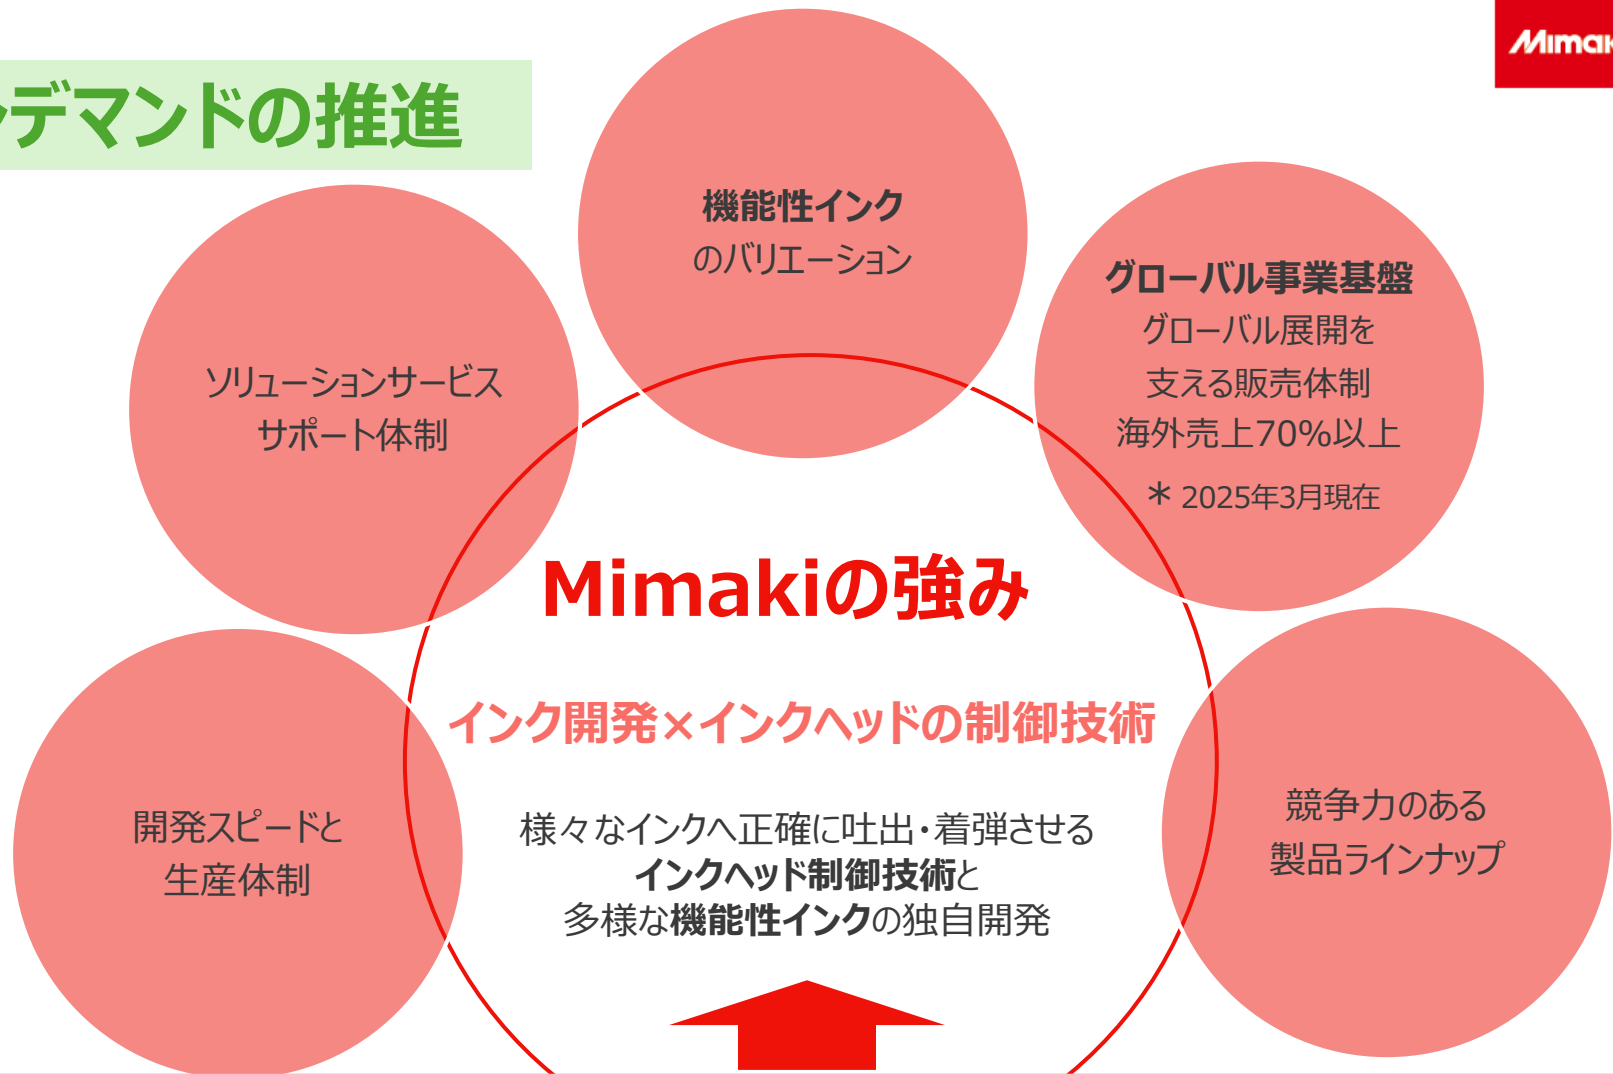 Mimak
デマンドの推進
機能性インク
のバリエーション
グローバル事業基盤
グローバル展開を
支える販売体制
海外売上70%以上
＊ 2025年3月現在
ソリューションサービス
サポート体制
Mimakiの強み
インク開発×インクヘッドの制御技術
様々なインクへ正確に吐出・着弾させる
インクヘッド制御技術と
多様な機能性インクの独自開発
開発スピードと
生産体制
競争力のある
製品ラインナップ